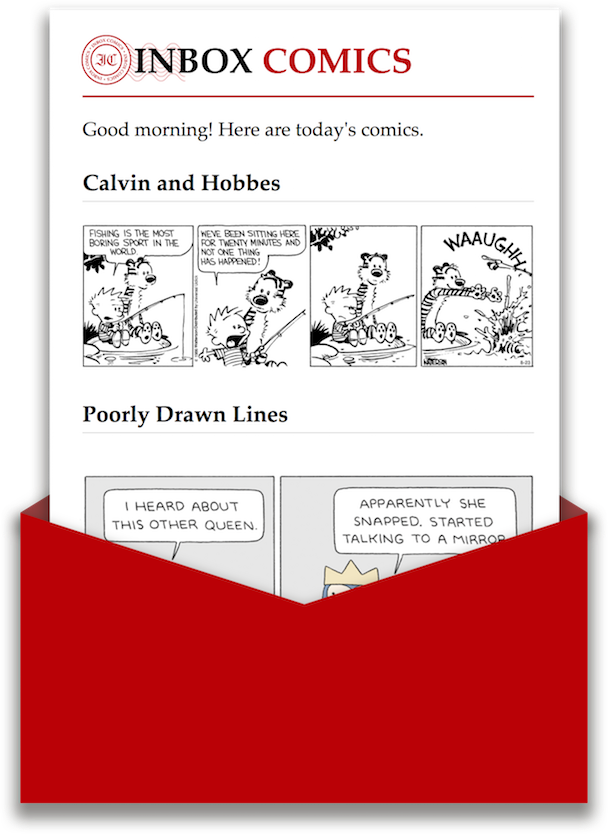 INBOX COMICS
Good morning! Here are today's comics.
Calvin and Hobbes
FISHING IS THE MOST
BORING SPORT IN THE
WORLD.
WE'VE BEEN SITTING HERE
FOR TWENTY MINUTES AND
NOT ONE THING
HAS HAPPENED!
WAAUGHH!
WATTERSON
Poorly Drawn Lines
I HEARD ABOUT
THIS OTHER QUEEN.
APPARENTLY SHE
SNAPPED. STARTED
TALKING TO A MIRROR